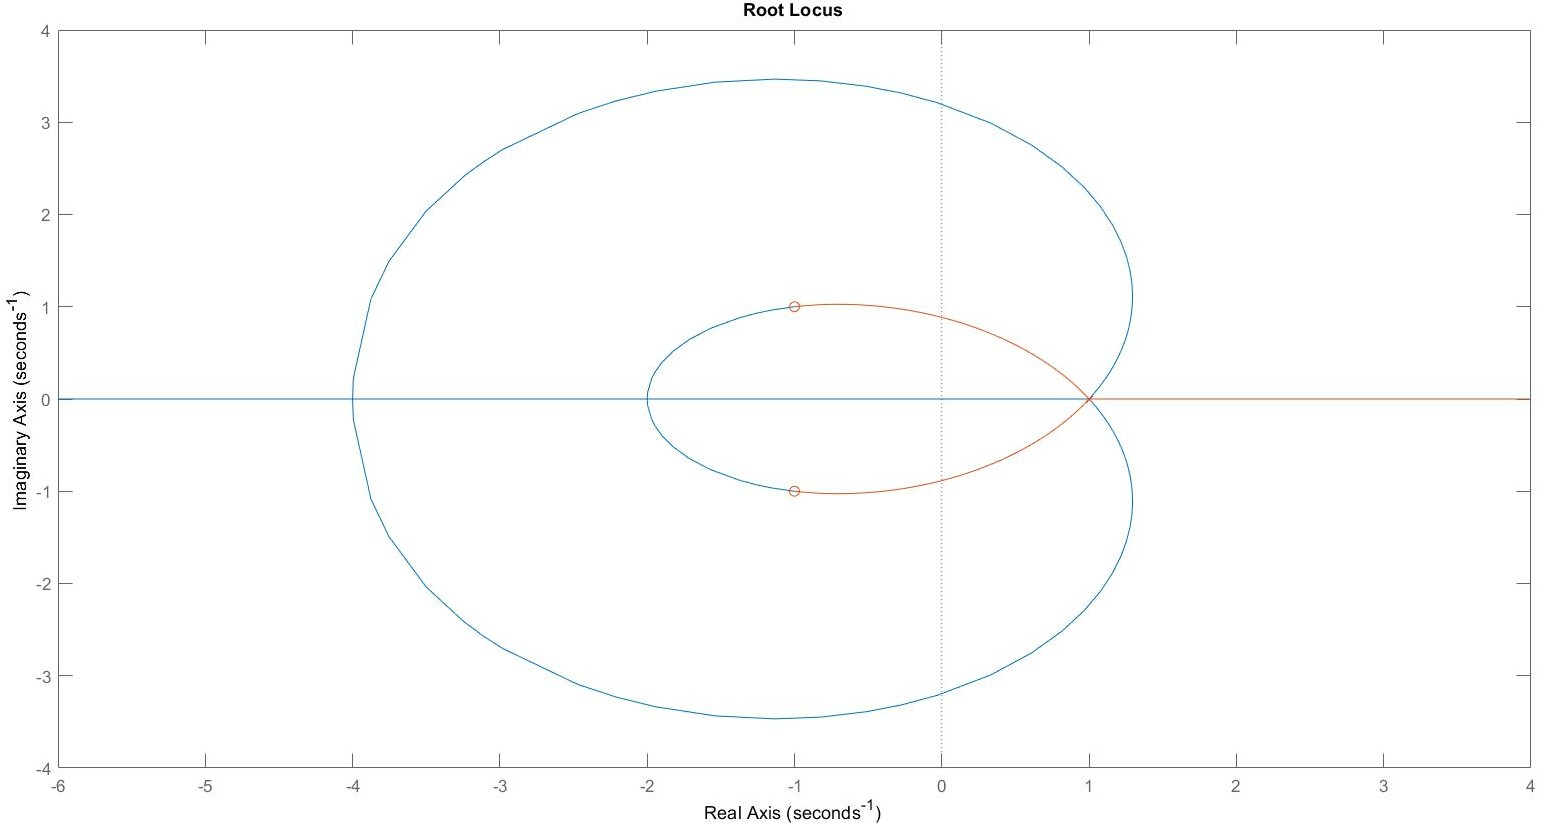 Root Locus
4
3
2
1
0
-1
-2
-3
-4
Imaginary Axis (seconds⁻¹)
-6 -5 -4 -3 -2 -1 0 1 2 3 4
Real Axis (seconds⁻¹)